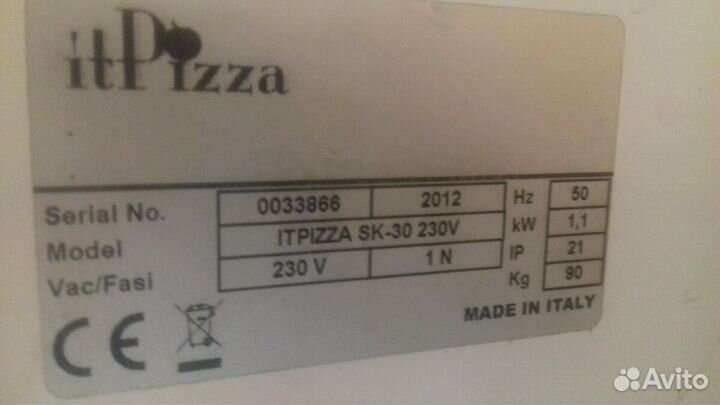 itPizza
Serial No. 0033866 2012 Hz 50
Model ITPIZZA SK-30 230V kW 1,1
Vac/Fasi 230 V 1 N IP 21
Kg 90
MADE IN ITALY
CE
Avito